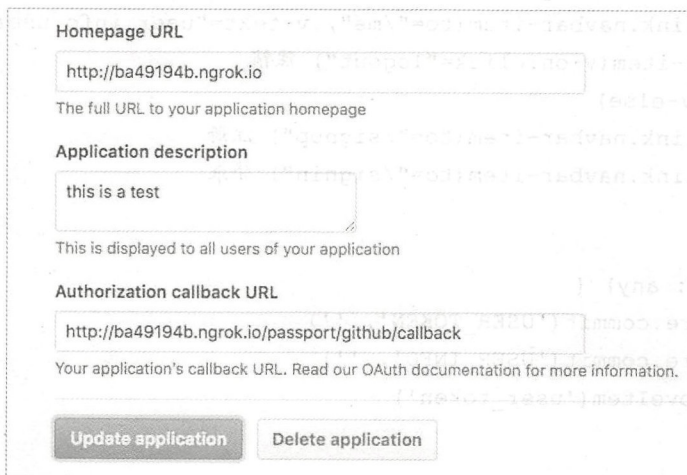 Homepage URL
http://ba49194b.ngrok.io
The full URL to your application homepage
Application description
this is a test
This is displayed to all users of your application
Authorization callback URL
http://ba49194b.ngrok.io/passport/github/callback
Your application's callback URL. Read our OAuth documentation for more information.
Update application Delete application